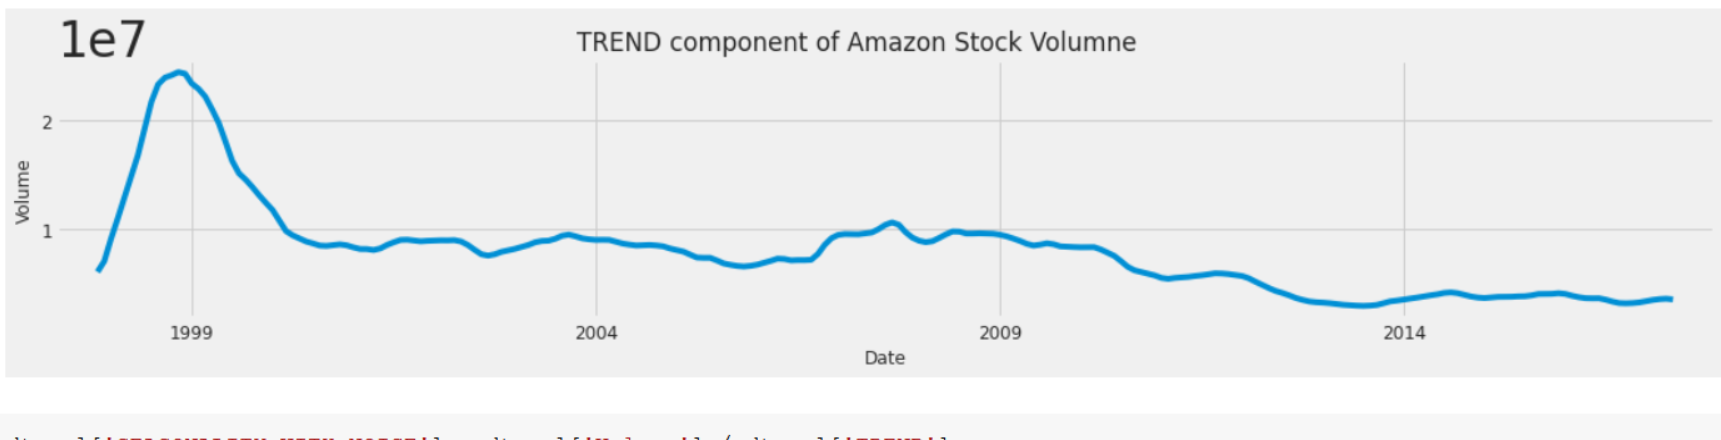 1e7
TREND component of Amazon Stock Volumne
2
Volume
1
1999 2004 2009 2014
Date